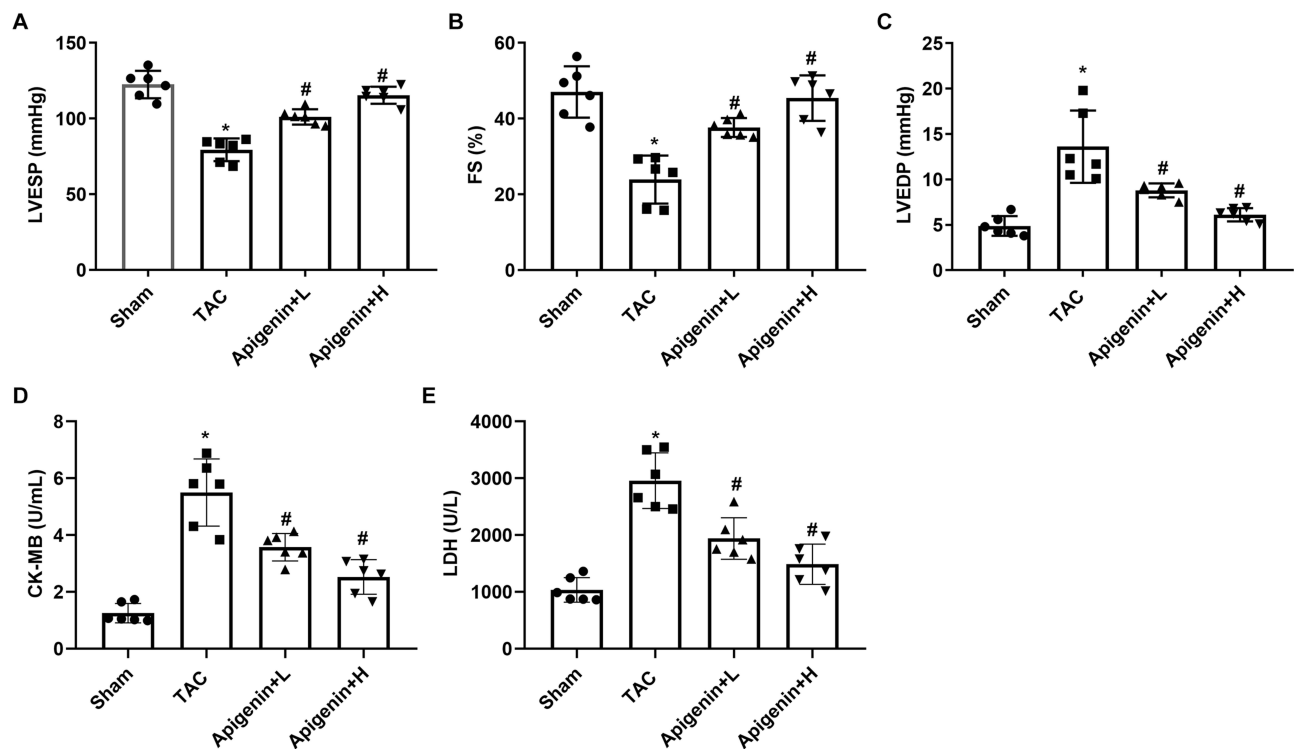 A
LVESP (mmHg)
150
100
50
0
*
#
#
Sham
TAC
Apigenin+L
Apigenin+H
B
FS (%)
60
40
20
0
*
#
#
Sham
TAC
Apigenin+L
Apigenin+H
C
LVEDP (mmHg)
25
20
15
10
5
0
*
#
#
Sham
TAC
Apigenin+L
Apigenin+H
D
CK-MB (U/mL)
8
6
4
2
0
*
#
#
Sham
TAC
Apigenin+L
Apigenin+H
E
LDH (U/L)
4000
3000
2000
1000
0
*
#
#
Sham
TAC
Apigenin+L
Apigenin+H